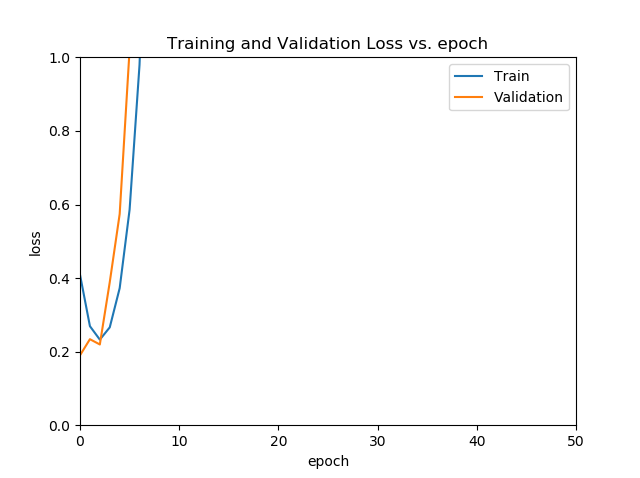 Training and Validation Loss vs. epoch
Train
Validation
loss
1.0
0.8
0.6
0.4
0.2
0.0
0 10 20 30 40 50
epoch